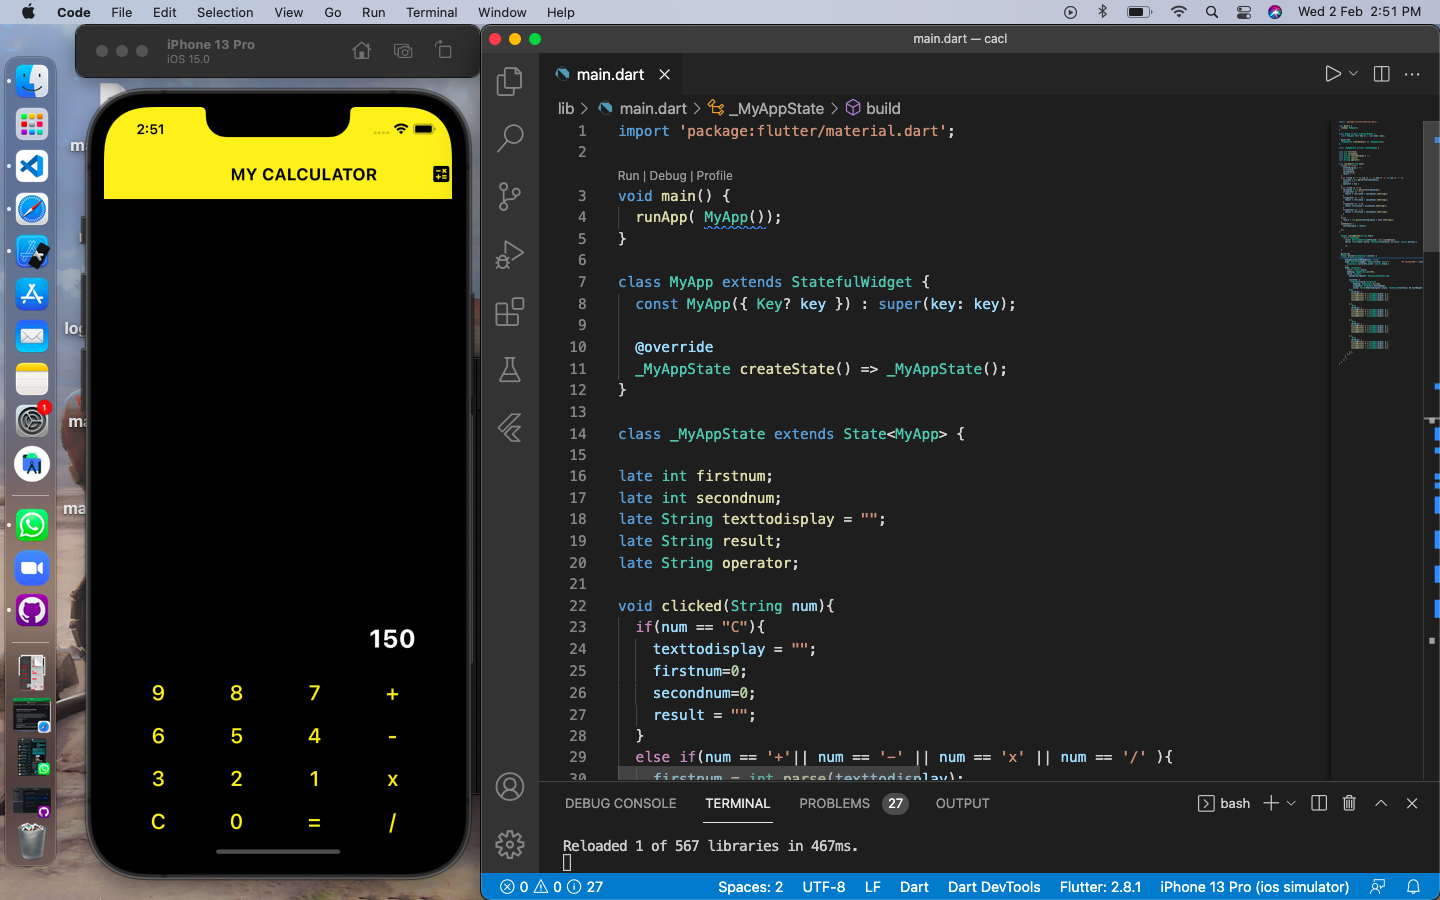 Code File Edit Selection View Go Run Terminal Window Help Wed 2 Feb 2:51 PM
iPhone 13 Pro
iOS 15.0
2:51
MY CALCULATOR
150
9 8 7 +
6 5 4 -
3 2 1 x
C 0 = /
1
main.dart — cacl
main.dart
lib > main.dart > _MyAppState > build
1 import 'package:flutter/material.dart';
2
Run | Debug | Profile
3 void main() {
4 runApp( MyApp());
5 }
6
7 class MyApp extends StatefulWidget {
8 const MyApp({ Key? key }) : super(key: key);
9
10 @override
11 _MyAppState createState() => _MyAppState();
12 }
13
14 class _MyAppState extends State<MyApp> {
15
16 late int firstnum;
17 late int secondnum;
18 late String texttodisplay = "";
19 late String result;
20 late String operator;
21
22 void clicked(String num){
23 if(num == "C"){
24 texttodisplay = "";
25 firstnum=0;
26 secondnum=0;
27 result = "";
28 }
29 else if(num == '+'|| num == '-' || num == 'x' || num == '/' ){
30 firstnum = int.parse(texttodisplay);
DEBUG CONSOLE TERMINAL PROBLEMS 27 OUTPUT bash
Reloaded 1 of 567 libraries in 467ms.
0 0 27 Spaces: 2 UTF-8 LF Dart Dart DevTools Flutter: 2.8.1 iPhone 13 Pro (ios simulator)